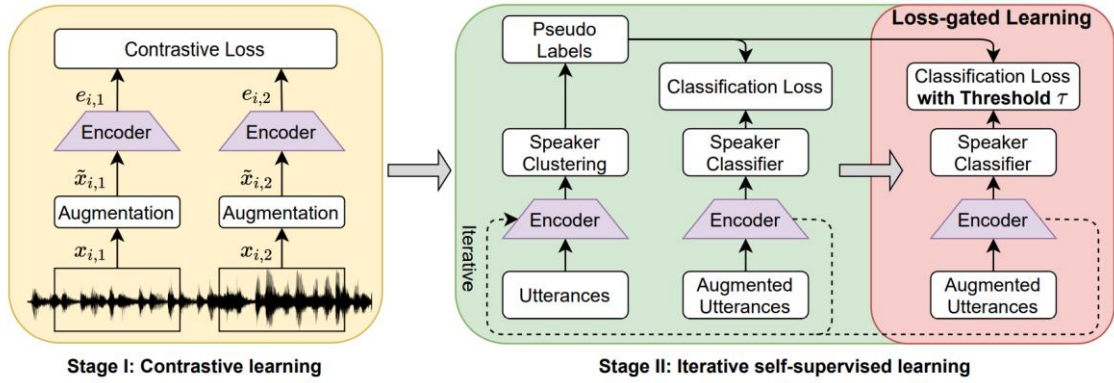 Contrastive Loss
e_{i,1}
e_{i,2}
Encoder
Encoder
x̃_{i,1}
x̃_{i,2}
Augmentation
Augmentation
x_{i,1}
x_{i,2}
Stage I: Contrastive learning
Pseudo
Labels
Classification Loss
Speaker
Clustering
Speaker
Classifier
Encoder
Encoder
Iterative
Utterances
Augmented
Utterances
Loss-gated Learning
Classification Loss
with Threshold τ
Speaker
Classifier
Encoder
Augmented
Utterances
Stage II: Iterative self-supervised learning